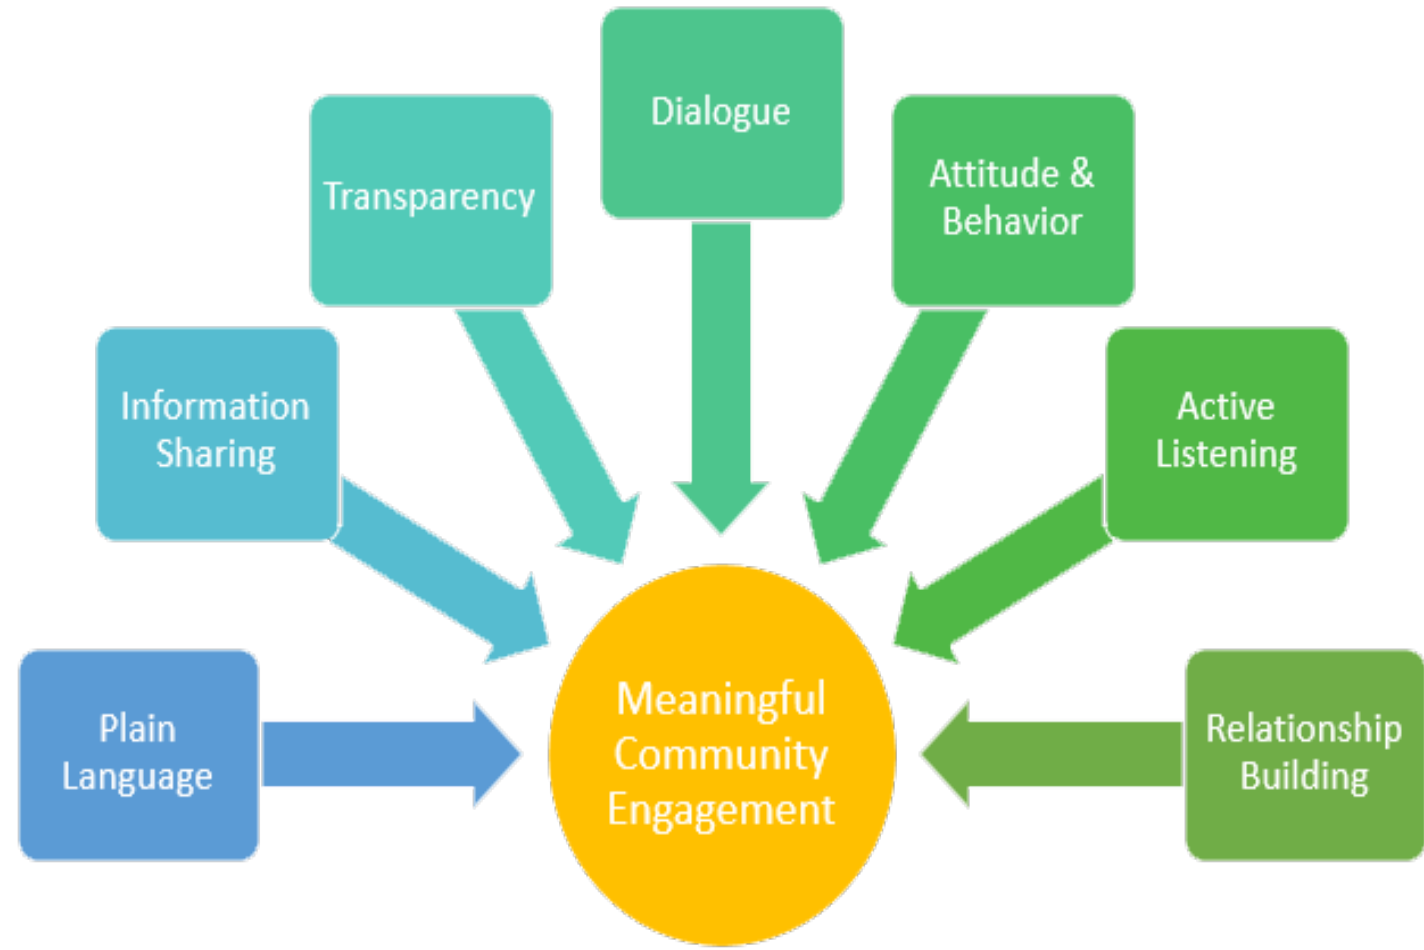 Dialogue
Transparency
Attitude &
Behavior
Information
Sharing
Active
Listening
Plain
Language
Meaningful
Community
Engagement
Relationship
Building